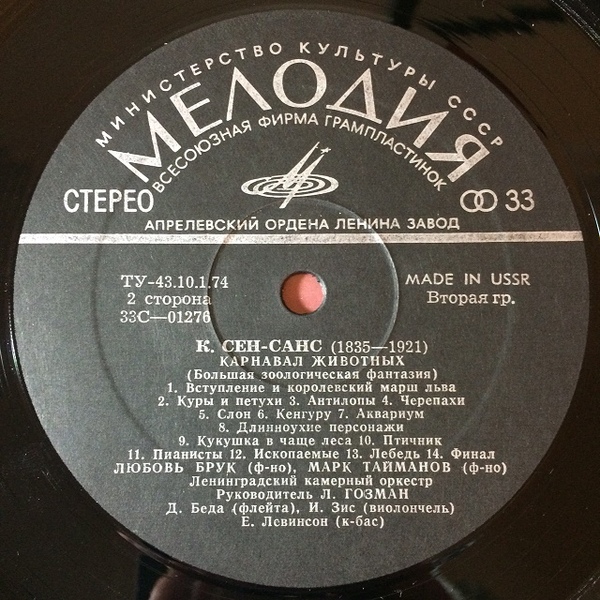 МИНИСТЕРСТВО КУЛЬТУРЫ СССР
МЕЛОДИЯ
ВСЕСОЮЗНАЯ ФИРМА ГРАМПЛАСТИНОК
СТЕРЕО
33
АПРЕЛЕВСКИЙ ОРДЕНА ЛЕНИНА ЗАВОД
ТУ-43.10.1.74
MADE IN USSR
2 сторона
Вторая гр.
33С—01276
К. СЕН-САНС (1835—1921)
КАРНАВАЛ ЖИВОТНЫХ
(Большая зоологическая фантазия)
1. Вступление и королевский марш льва
2. Куры и петухи 3. Антилопы 4. Черепахи
5. Слон 6. Кенгуру 7. Аквариум
8. Длинноухие персонажи
9. Кукушка в чаще леса 10. Птичник
11. Пианисты 12. Ископаемые 13. Лебедь 14. Финал
ЛЮБОВЬ БРУК (ф-но), МАРК ТАЙМАНОВ (ф-но)
Ленинградский камерный оркестр
Руководитель Л. ГОЗМАН
Д. Беда (флейта), И. Зис (виолончель)
Е. Левинсон (к-бас)